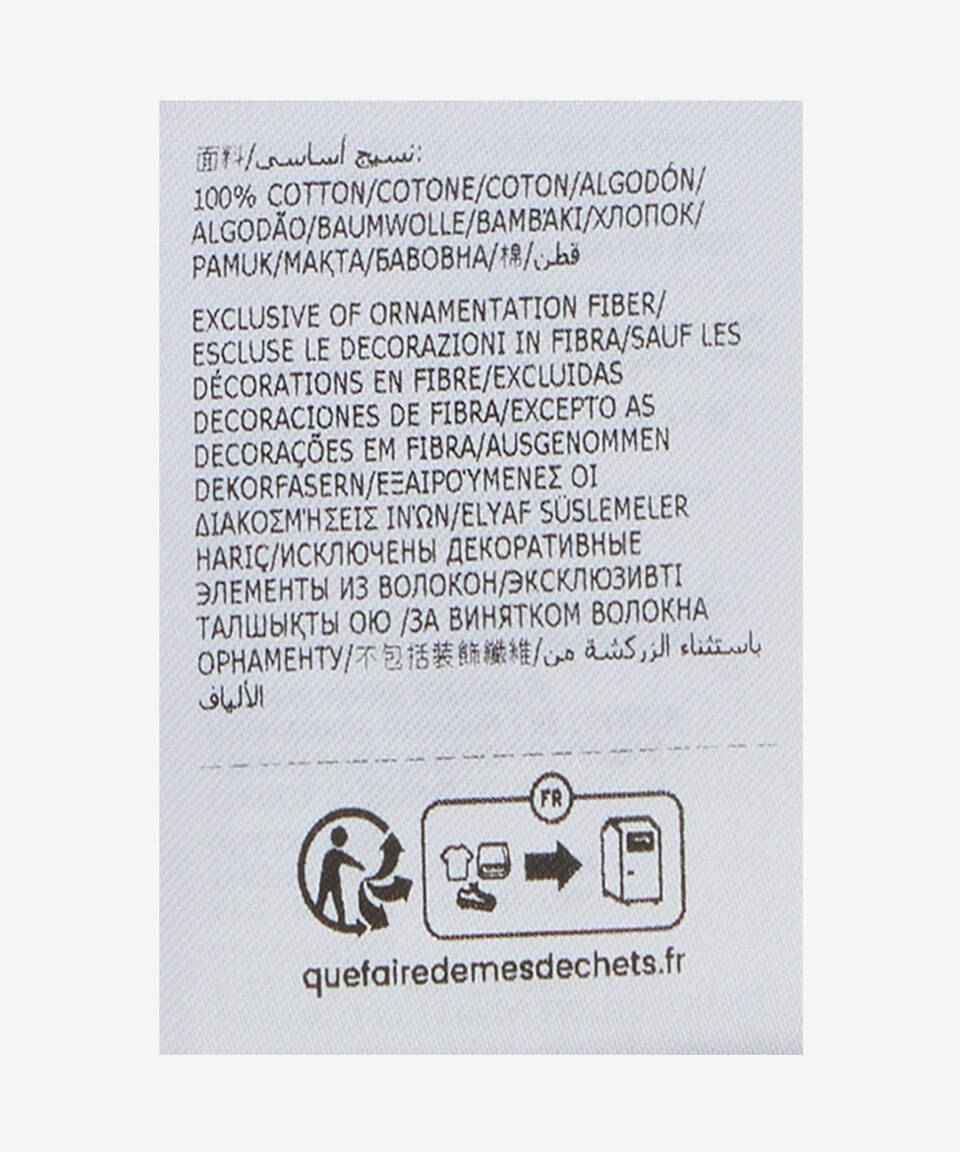 面料/نسيج أساسي:
100% COTTON/COTONE/COTON/ALGODÓN/
ALGODÃO/BAUMWOLLE/BAMBΆKI/ХЛОПОК/
PAMUK/МАҚТА/БАВОВНА/棉/قطن
EXCLUSIVE OF ORNAMENTATION FIBER/
ESCLUSE LE DECORAZIONI IN FIBRA/SAUF LES
DÉCORATIONS EN FIBRE/EXCLUIDAS
DECORACIONES DE FIBRA/EXCEPTO AS
DECORAÇÕES EM FIBRA/AUSGENOMMEN
DEKORFASERN/ΕΞΑΙΡΟΎΜΕΝΕΣ ΟΙ
ΔΙΑΚΟΣΜΉΣΕΙΣ ΙΝΏΝ/ELYAF SÜSLEMELER
HARIÇ/ИСКЛЮЧЕНЫ ДЕКОРАТИВНЫЕ
ЭЛЕМЕНТЫ ИЗ ВОЛОКОН/ЭКСКЛЮЗИВТІ
ТАЛШЫҚТЫ ОЮ /ЗА ВИНЯТКОМ ВОЛОКНА
ОРНАМЕНТУ/不包括装飾纖維/باستثناء الزركشة من
الألياف
FR
quefairedemesdechets.fr